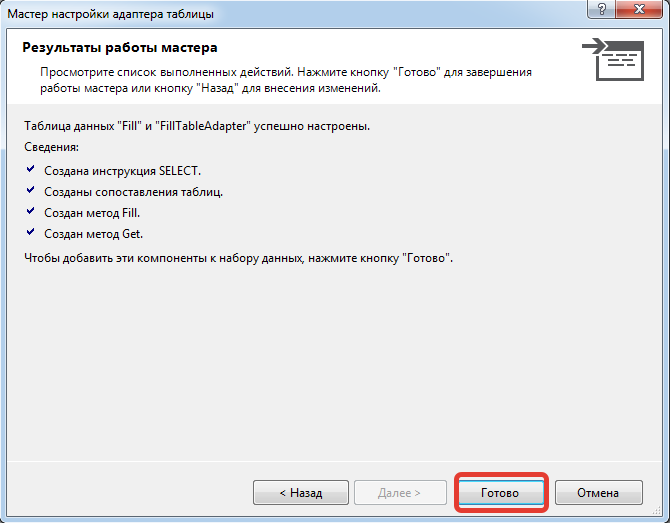 Мастер настройки адаптера таблицы
?
Результаты работы мастера
Просмотрите список выполненных действий. Нажмите кнопку "Готово" для завершения
работы мастера или кнопку "Назад" для внесения изменений.
Таблица данных "Fill" и "FillTableAdapter" успешно настроены.
Сведения:
Создана инструкция SELECT.
Созданы сопоставления таблиц.
Создан метод Fill.
Создан метод Get.
Чтобы добавить эти компоненты к набору данных, нажмите кнопку "Готово".
< Назад
Далее >
Готово
Отмена